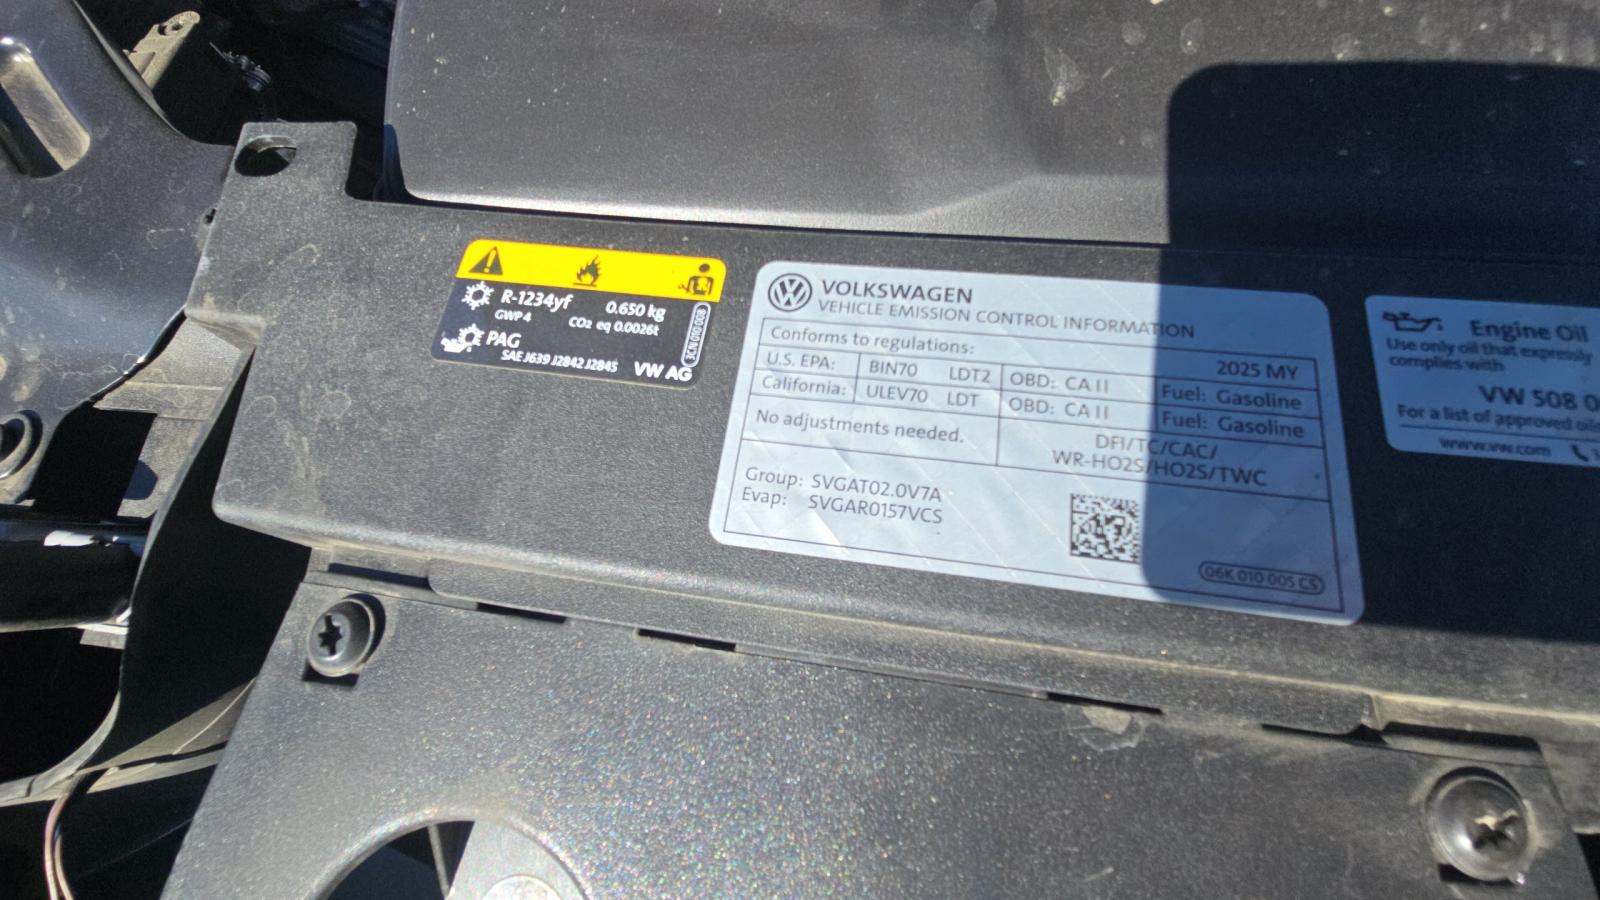 R-1234yf 0.650 kg
GWP 4 CO₂ eq 0.0026t
PAG
SAE J639 J2842 J2845 VW AG
VOLKSWAGEN
VEHICLE EMISSION CONTROL INFORMATION
Conforms to regulations: 2025 MY
U.S. EPA: BIN70 LDT2 OBD: CA II Fuel: Gasoline
California: ULEV70 LDT OBD: CA II Fuel: Gasoline
No adjustments needed. DFI/TC/CAC/
WR-HO2S/HO2S/TWC
Group: SVGAT02.0V7A
Evap: SVGAR0157VCS
06K 010 005 CS
Engine Oil
Use only oil that expressly
complies with
VW 508 0
For a list of approved oils
www.vw.com